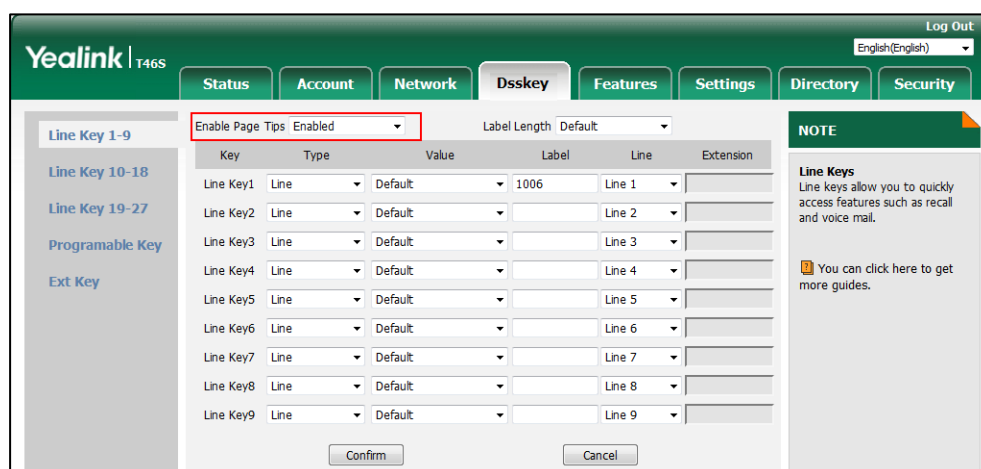 Log Out
Yealink T46S
English(English)
Status Account Network Dsskey Features Settings Directory Security
Line Key 1-9
Line Key 10-18
Line Key 19-27
Programable Key
Ext Key
Enable Page Tips Enabled Label Length Default
Key Type Value Label Line Extension
Line Key1 Line Default 1006 Line 1
Line Key2 Line Default Line 2
Line Key3 Line Default Line 3
Line Key4 Line Default Line 4
Line Key5 Line Default Line 5
Line Key6 Line Default Line 6
Line Key7 Line Default Line 7
Line Key8 Line Default Line 8
Line Key9 Line Default Line 9
Confirm Cancel
NOTE
Line Keys
Line keys allow you to quickly
access features such as recall
and voice mail.
You can click here to get
more guides.